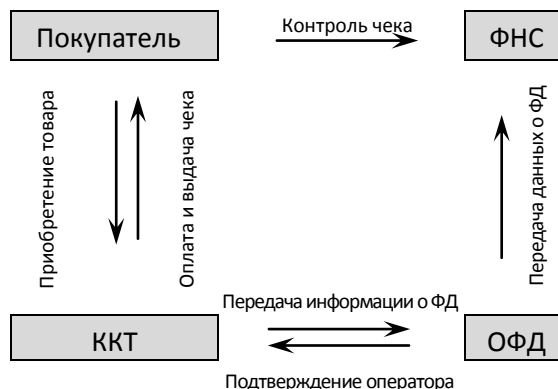 Покупатель
Контроль чека
ФНС
Приобретение товара
Оплата и выдача чека
Передача данных о ФД
Передача информации о ФД
ККТ
ОФД
Подтверждение оператора